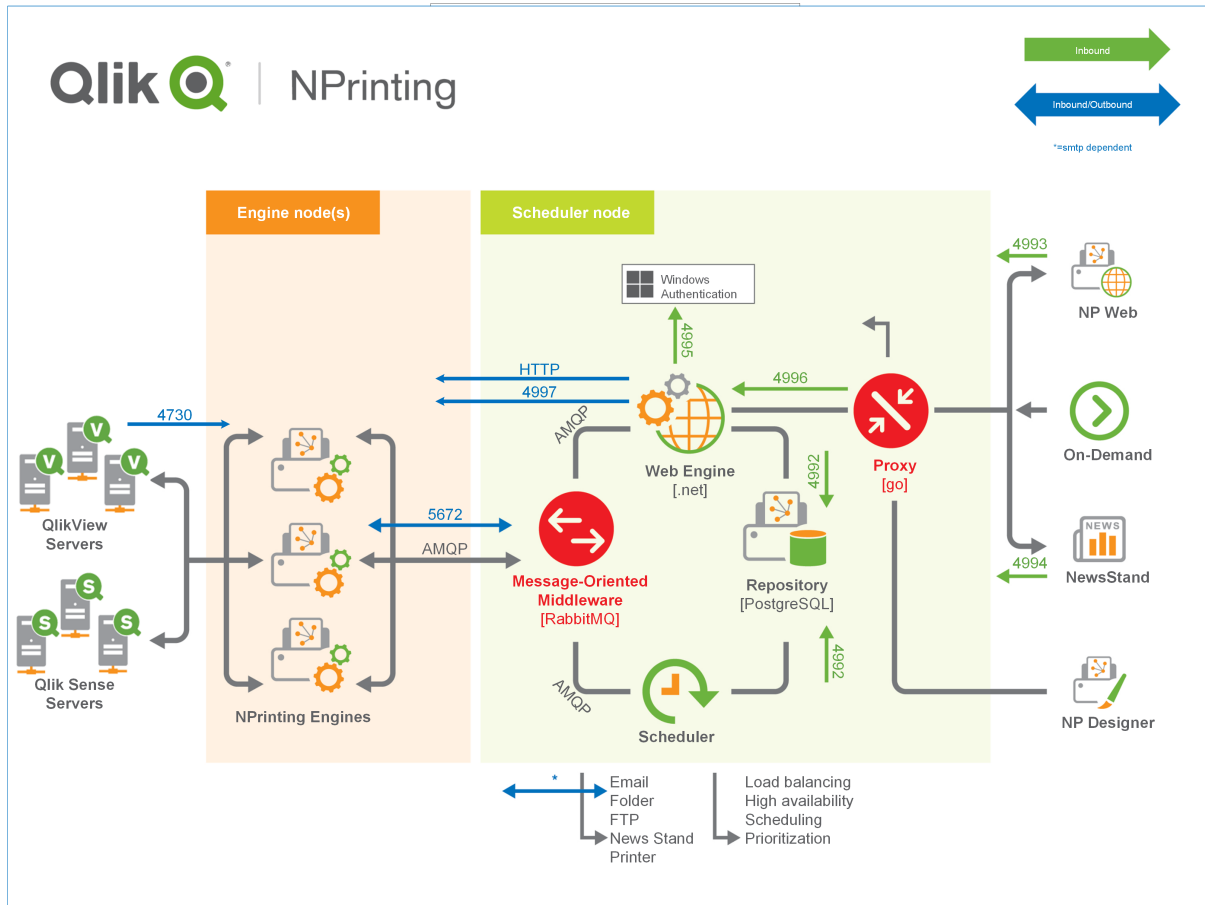 Qlik Q ® | NPrinting
Inbound
Inbound/Outbound
*=smtp dependent
Engine node(s)
Scheduler node
Windows
Authentication
4993
NP Web
4995
HTTP
4997
4996
4730
AMQP
V
V
V
QlikView
Servers
Web Engine
[.net]
4992
Proxy
[go]
On-Demand
5672
AMQP
Message-Oriented
Middleware
[RabbitMQ]
Repository
[PostgreSQL]
NEWS
4994
NewsStand
S
S
S
Qlik Sense
Servers
NPrinting Engines
AMQP
Scheduler
4992
NP Designer
*
Email
Folder
FTP
News Stand
Printer
Load balancing
High availability
Scheduling
Prioritization